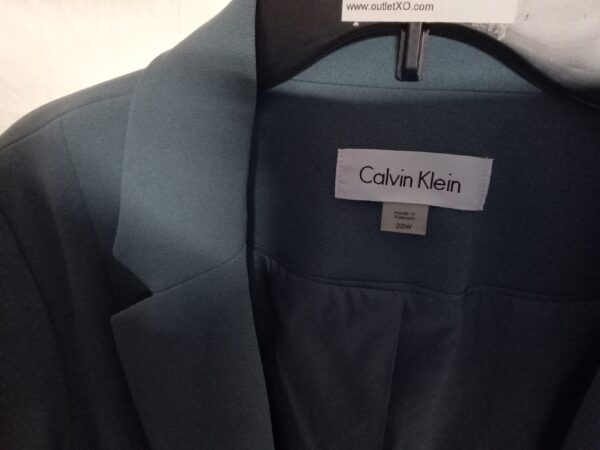 www.outletXO.com
Calvin Klein
made in
Vietnam
20W